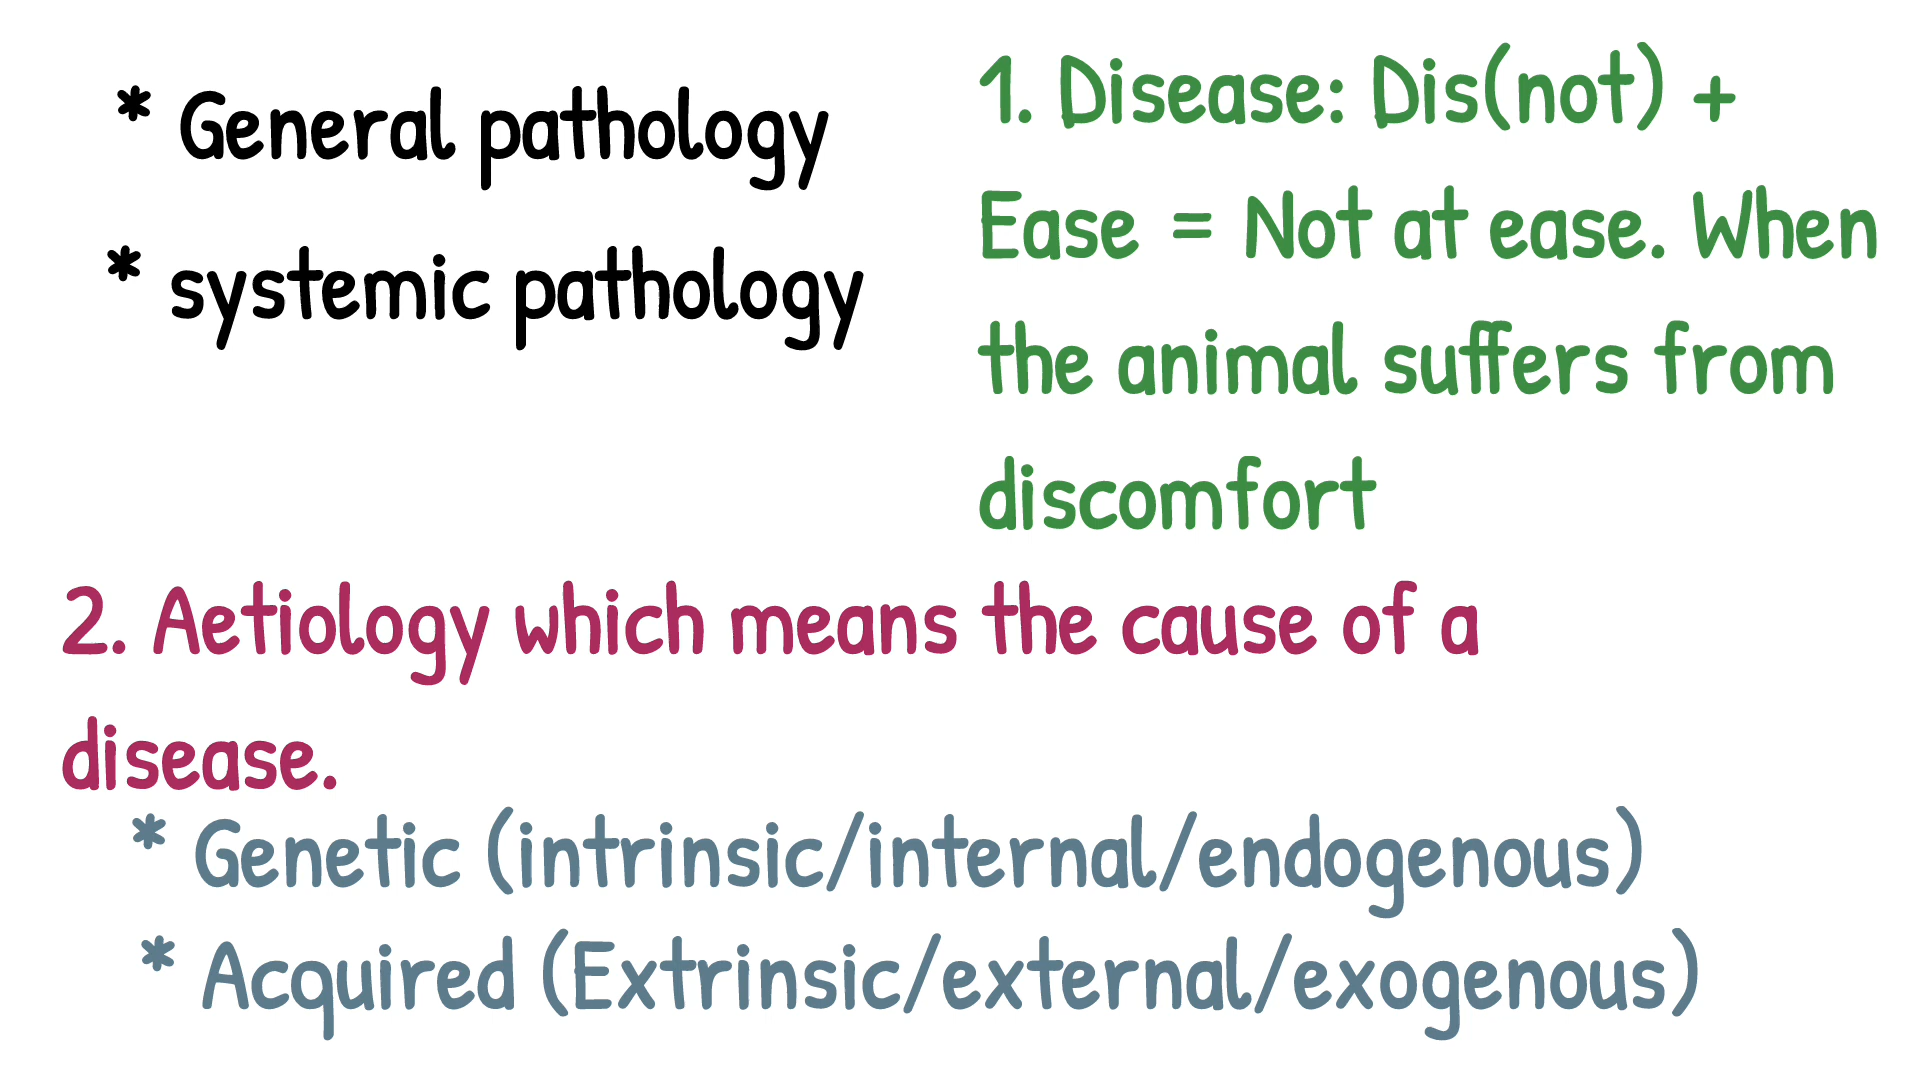 * General pathology
* systemic pathology
1. Disease: Dis(not) +
Ease = Not at ease. When
the animal suffers from
discomfort
2. Aetiology which means the cause of a
disease.
* Genetic (intrinsic/internal/endogenous)
* Acquired (Extrinsic/external/exogenous)